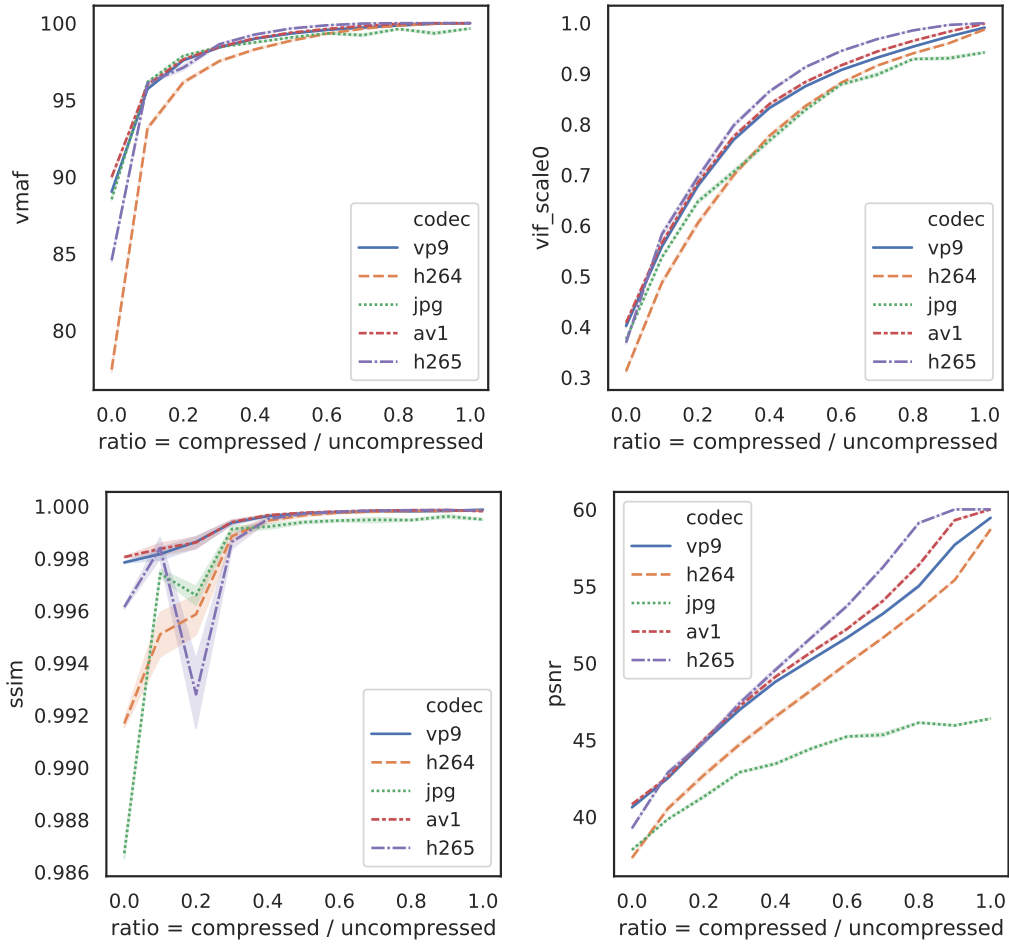 100
95
90
85
80
vmaf
codec
vp9
h264
jpg
av1
h265
0.0 0.2 0.4 0.6 0.8 1.0
ratio = compressed / uncompressed
1.0
0.9
0.8
0.7
0.6
0.5
0.4
0.3
vif_scale0
codec
vp9
h264
jpg
av1
h265
0.0 0.2 0.4 0.6 0.8 1.0
ratio = compressed / uncompressed
1.000
0.998
0.996
0.994
0.992
0.990
0.988
0.986
ssim
codec
vp9
h264
jpg
av1
h265
0.0 0.2 0.4 0.6 0.8 1.0
ratio = compressed / uncompressed
60
55
50
45
40
psnr
codec
vp9
h264
jpg
av1
h265
0.0 0.2 0.4 0.6 0.8 1.0
ratio = compressed / uncompressed